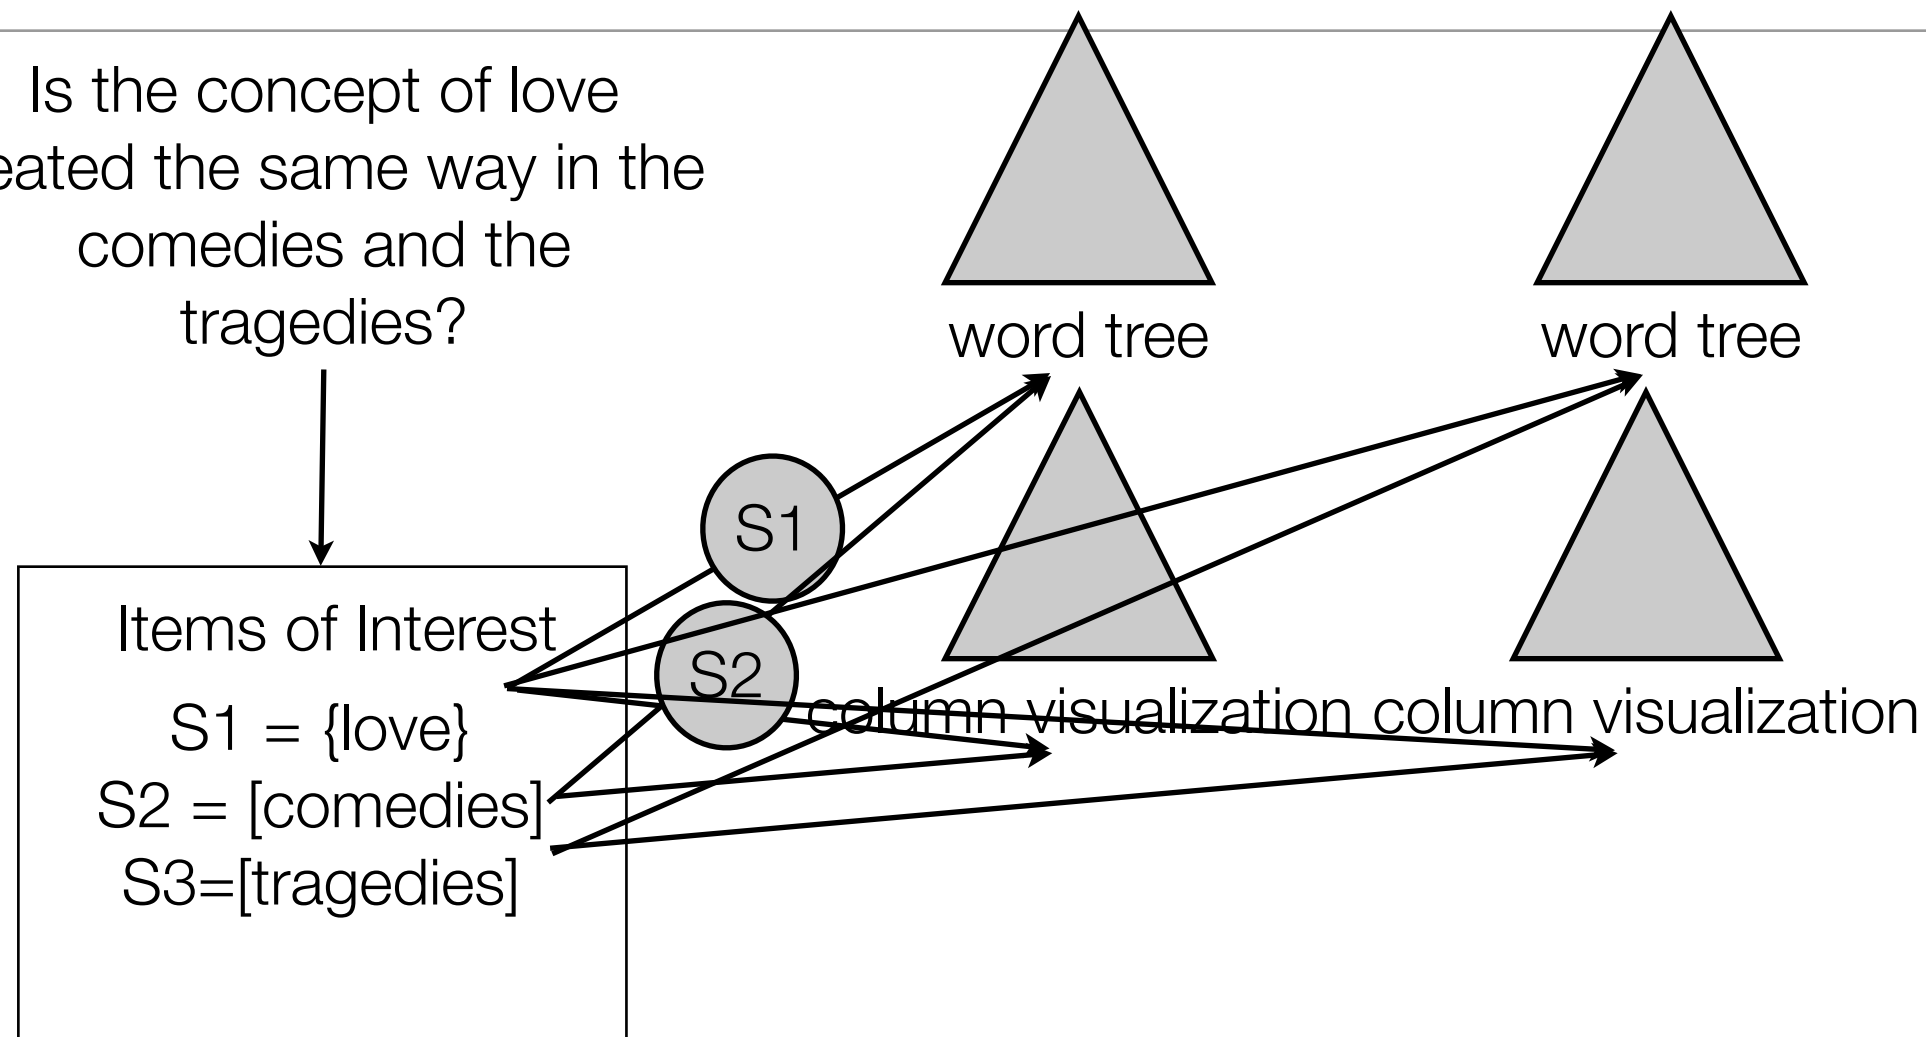 Is the concept of love
eated the same way in the
comedies and the
tragedies?
word tree
word tree
S1
S2
column visualization
column visualization
Items of Interest
S1 = {love}
S2 = [comedies]
S3=[tragedies]